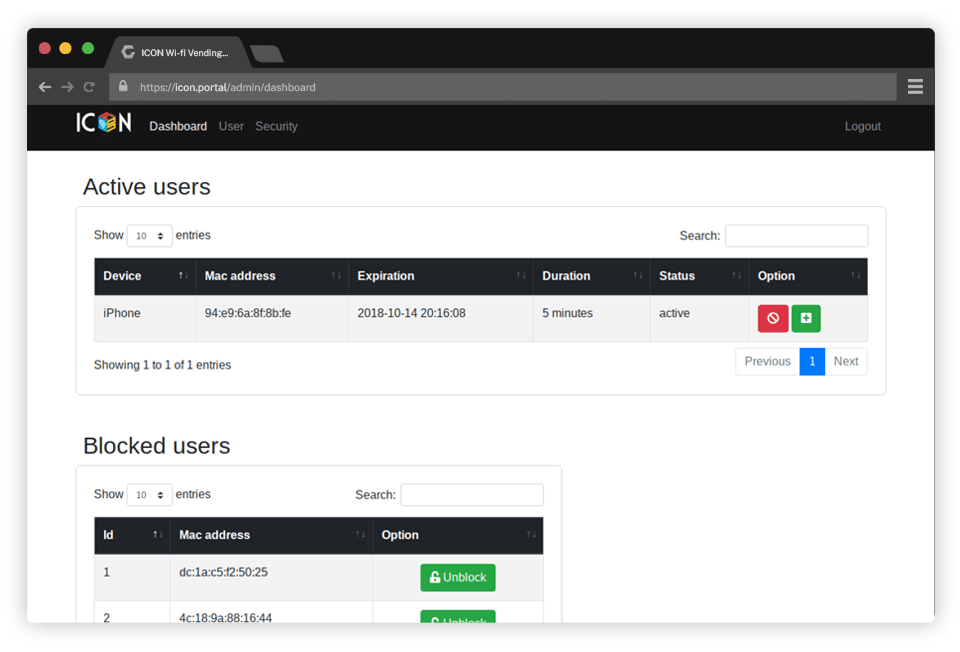 ICON Wi-fi Vending...
https://icon.portal/admin/dashboard
ICON Dashboard User Security Logout
Active users
Show 10 entries Search:
Device Mac address Expiration Duration Status Option
iPhone 94:e9:6a:8f:8b:fe 2018-10-14 20:16:08 5 minutes active
Showing 1 to 1 of 1 entries Previous 1 Next
Blocked users
Show 10 entries Search:
Id Mac address Option
1 dc:1a:c5:f2:50:25 Unblock
2 4c:18:9a:88:16:44 Unblock